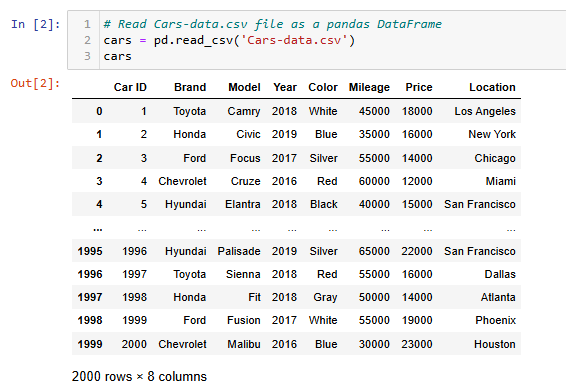 In [2]: 1 # Read Cars-data.csv file as a pandas DataFrame
2 cars = pd.read_csv('Cars-data.csv')
3 cars
Out[2]: Car ID Brand Model Year Color Mileage Price Location
0 1 Toyota Camry 2018 White 45000 18000 Los Angeles
1 2 Honda Civic 2019 Blue 35000 16000 New York
2 3 Ford Focus 2017 Silver 55000 14000 Chicago
3 4 Chevrolet Cruze 2016 Red 60000 12000 Miami
4 5 Hyundai Elantra 2018 Black 40000 15000 San Francisco
... ... ... ... ... ... ... ... ...
1995 1996 Hyundai Palisade 2019 Silver 65000 22000 San Francisco
1996 1997 Toyota Sienna 2018 Red 55000 16000 Dallas
1997 1998 Honda Fit 2018 Gray 50000 14000 Atlanta
1998 1999 Ford Fusion 2017 White 55000 19000 Phoenix
1999 2000 Chevrolet Malibu 2016 Blue 30000 23000 Houston
2000 rows × 8 columns